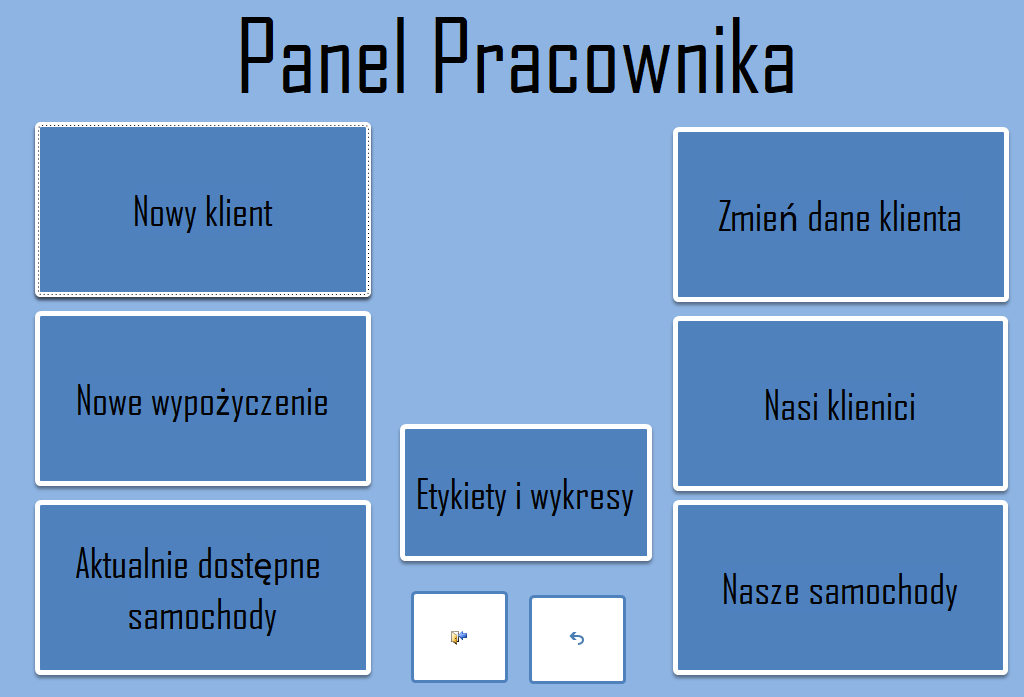 Panel Pracownika
Nowy klient
Zmień dane klienta
Nowe wypożyczenie
Nasi klienici
Etykiety i wykresy
Aktualnie dostępne
samochody
Nasze samochody